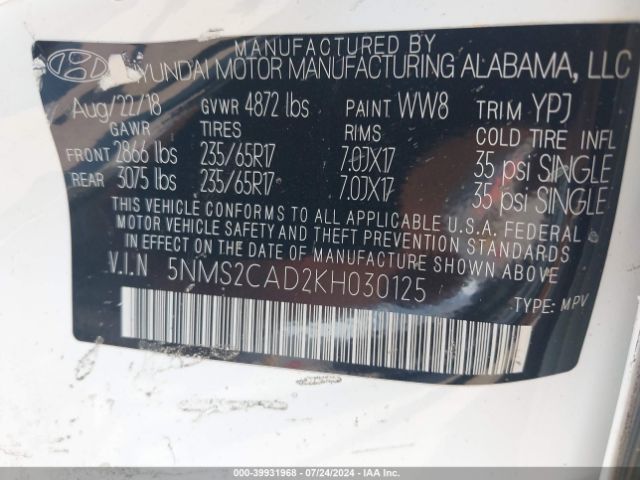 MANUFACTURED BY
HYUNDAI MOTOR MANUFACTURING ALABAMA, LLC
Aug/22/18 GVWR 4872 lbs PAINT WW8 TRIM YPJ
GAWR TIRES RIMS COLD TIRE INFL
FRONT 2866 lbs 235/65R17 7.0JX17 35 psi SINGLE
REAR 3075 lbs 235/65R17 7.0JX17 35 psi SINGLE
THIS VEHICLE CONFORMS TO ALL APPLICABLE U.S.A. FEDERAL
MOTOR VEHICLE SAFETY AND THEFT PREVENTION STANDARDS
IN EFFECT ON THE DATE OF MANUFACTURE SHOWN ABOVE.
V.I.N 5NMS2CAD2KH030125
TYPE: MPV
000-39931968 - 07/24/2024 - IAA Inc.